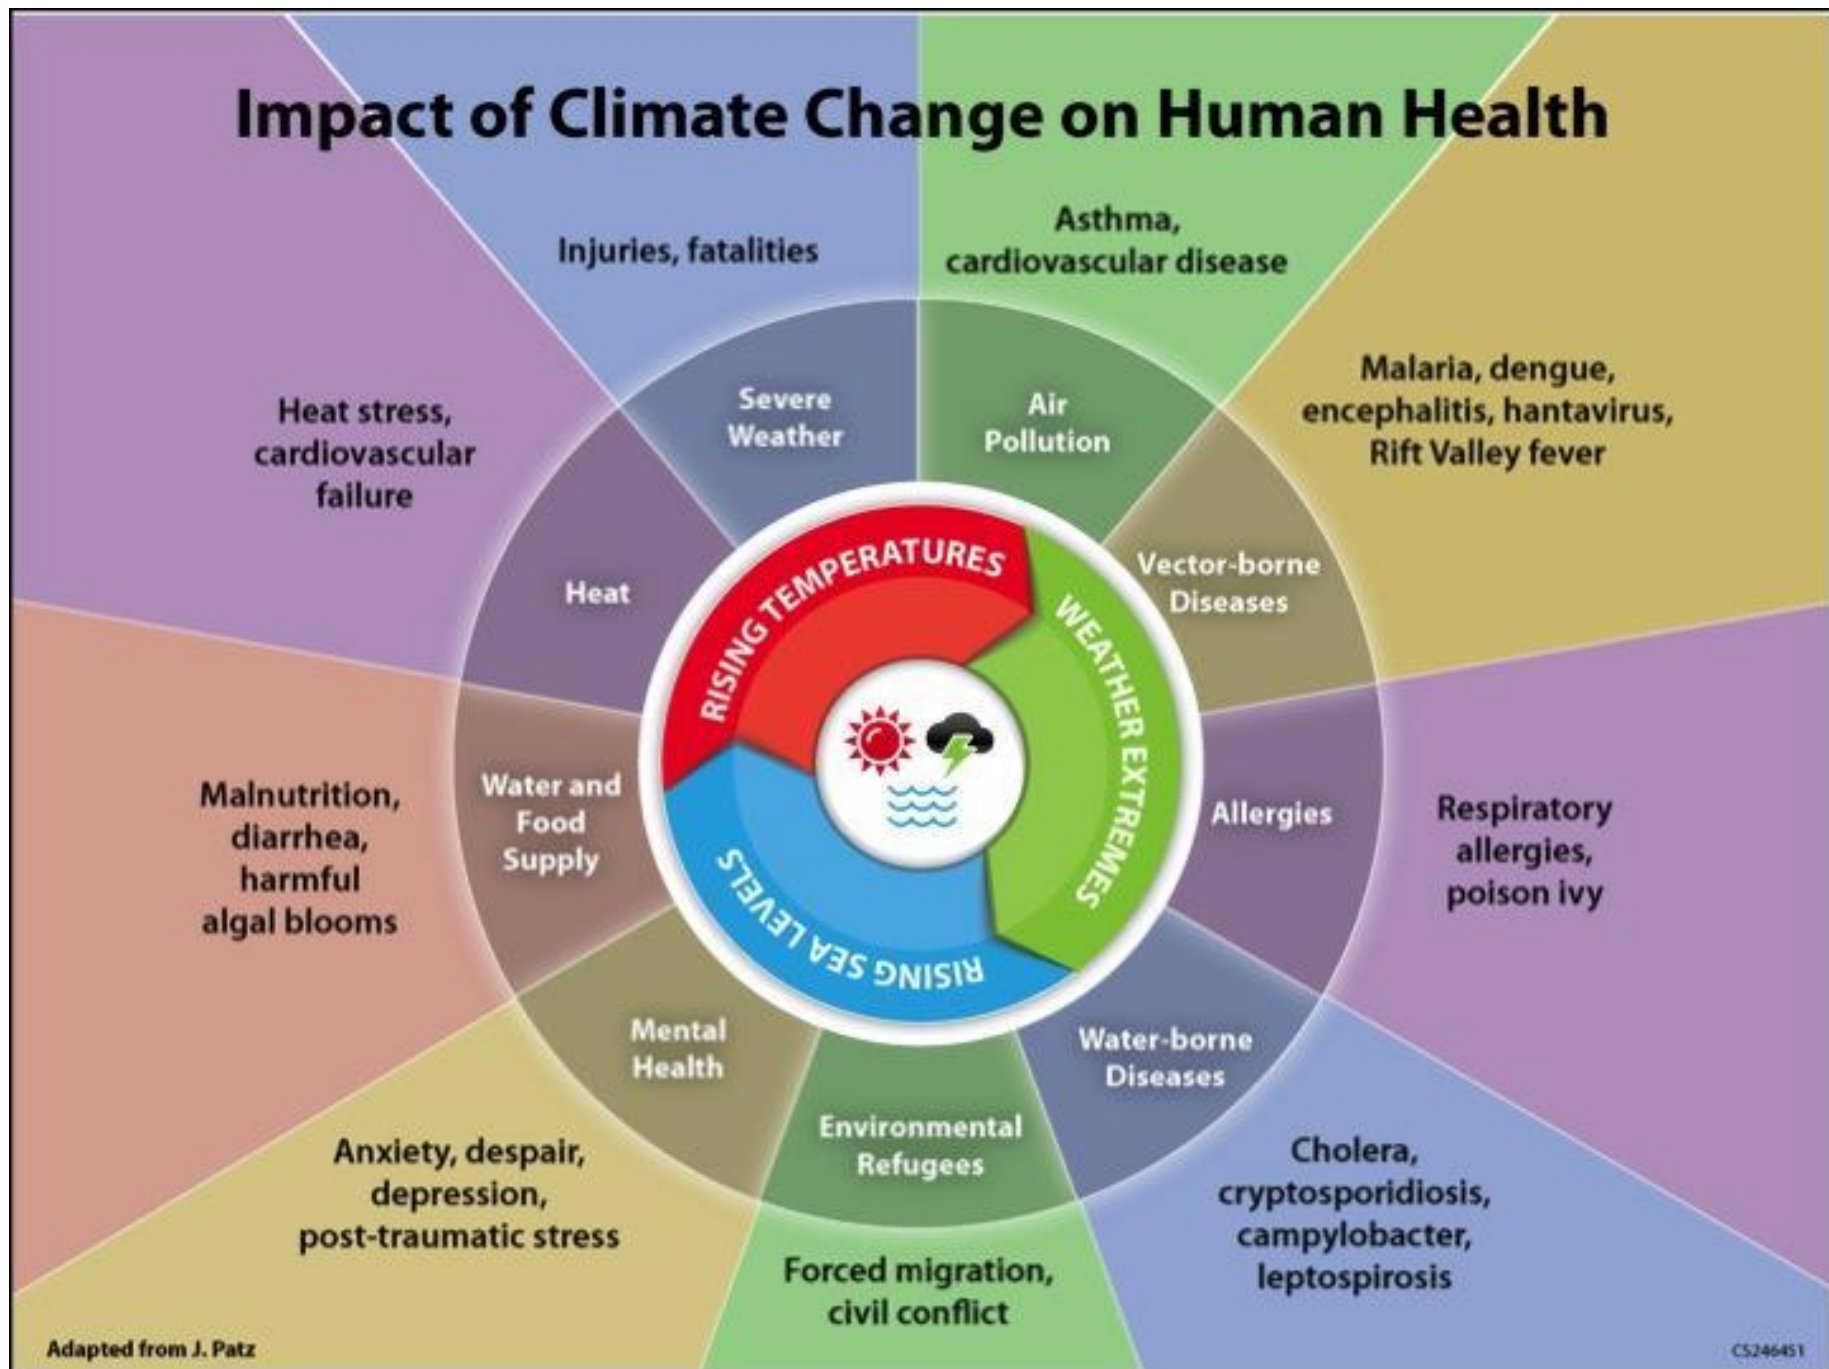 Impact of Climate Change on Human Health
Injuries, fatalities
Asthma,
cardiovascular disease
Malaria, dengue,
encephalitis, hantavirus,
Rift Valley fever
Respiratory
allergies,
poison ivy
Cholera,
cryptosporidiosis,
campylobacter,
leptospirosis
Forced migration,
civil conflict
Anxiety, despair,
depression,
post-traumatic stress
Malnutrition,
diarrhea,
harmful
algal blooms
Heat stress,
cardiovascular
failure
Severe
Weather
Air
Pollution
Vector-borne
Diseases
Allergies
Water-borne
Diseases
Environmental
Refugees
Mental
Health
Water and
Food
Supply
Heat
RISING TEMPERATURES
WEATHER EXTREMES
RISING SEA LEVELS
Adapted from J. Patz
CS246451